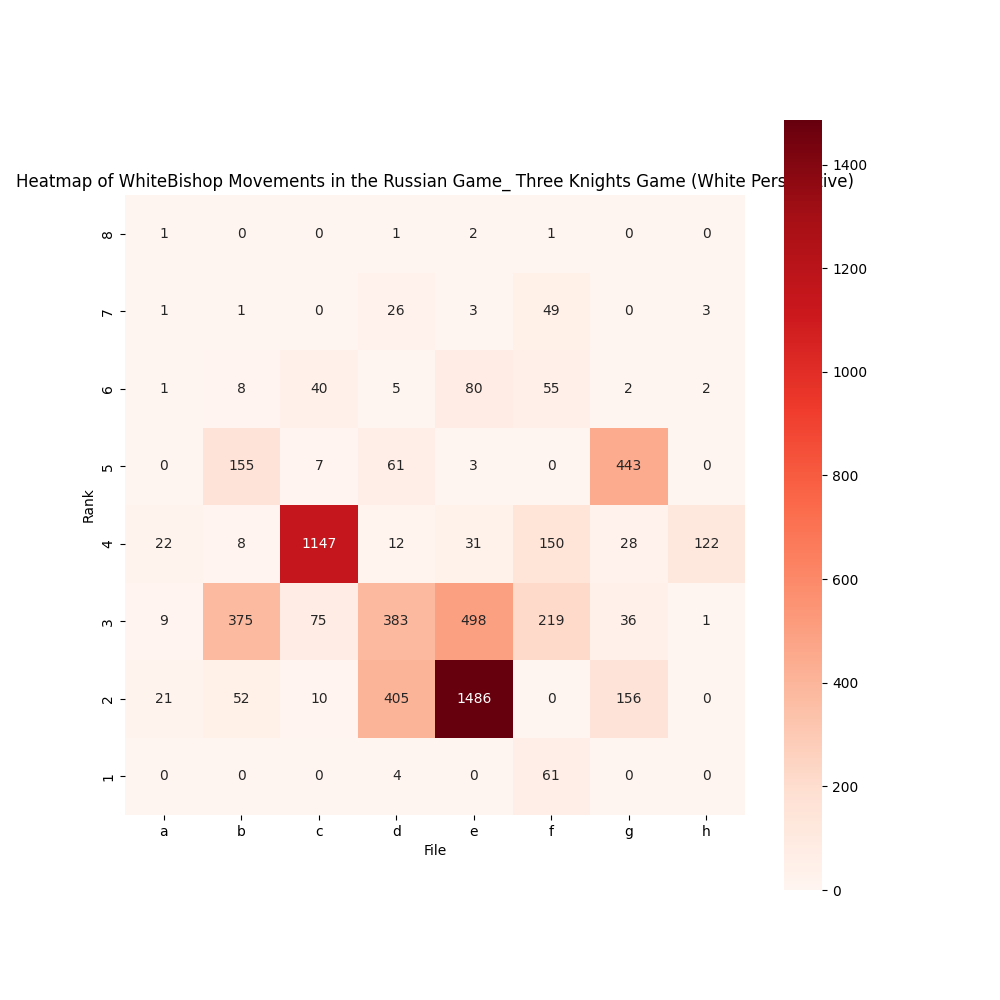 Heatmap of WhiteBishop Movements in the Russian Game_ Three Knights Game (White Perspective)
8 1 0 0 1 2 1 0 0
7 1 1 0 26 3 49 0 3
6 1 8 40 5 80 55 2 2
5 0 155 7 61 3 0 443 0
Rank
4 22 8 1147 12 31 150 28 122
3 9 375 75 383 498 219 36 1
2 21 52 10 405 1486 0 156 0
1 0 0 0 4 0 61 0 0
a b c d e f g h
File
1400
1200
1000
800
600
400
200
0